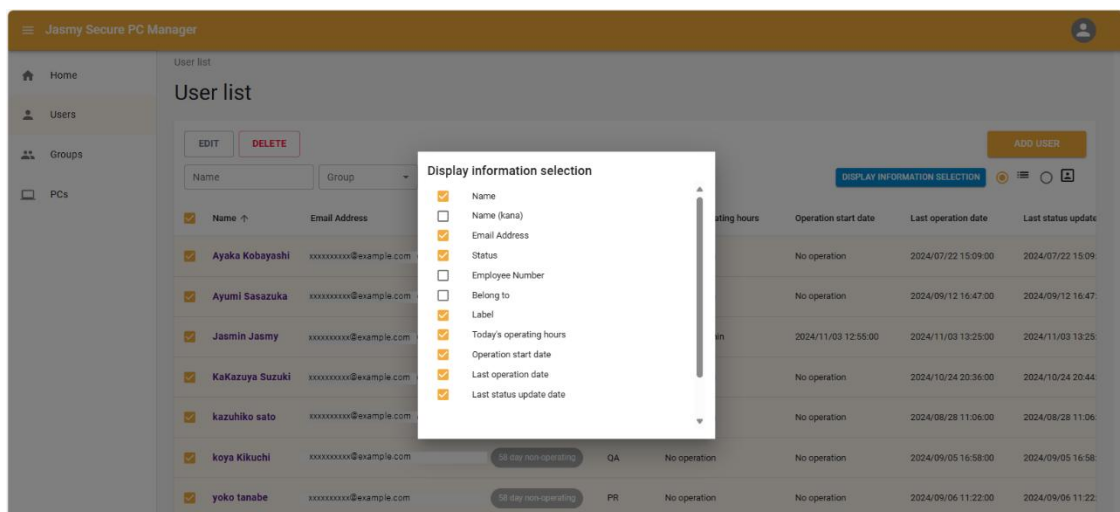 Jasmy Secure PC Manager
Home
Users
Groups
PCs
User list
User list
EDIT DELETE ADD USER
Name Group DISPLAY INFORMATION SELECTION
Name ↑ Email Address ating hours Operation start date Last operation date Last status update
Ayaka Kobayashi xxxxxxxxxx@example.com No operation 2024/07/22 15:09:00 2024/07/22 15:09:
Ayumi Sasazuka xxxxxxxxxx@example.com No operation 2024/09/12 16:47:00 2024/09/12 16:47:
Jasmin Jasmy xxxxxxxxxx@example.com 2024/11/03 12:55:00 2024/11/03 13:25:00 2024/11/03 13:25:
KaKazuya Suzuki xxxxxxxxxx@example.com No operation 2024/10/24 20:36:00 2024/10/24 20:44:
kazuhiko sato xxxxxxxxxx@example.com No operation 2024/08/28 11:06:00 2024/08/28 11:06:
koya Kikuchi xxxxxxxxxx@example.com 58 day non-operating QA No operation No operation 2024/09/05 16:58:00 2024/09/05 16:58:
yoko tanabe xxxxxxxxxx@example.com 58 day non-operating PR No operation No operation 2024/09/06 11:22:00 2024/09/06 11:22:
Display information selection
Name
Name (kana)
Email Address
Status
Employee Number
Belong to
Label
Today's operating hours
Operation start date
Last operation date
Last status update date